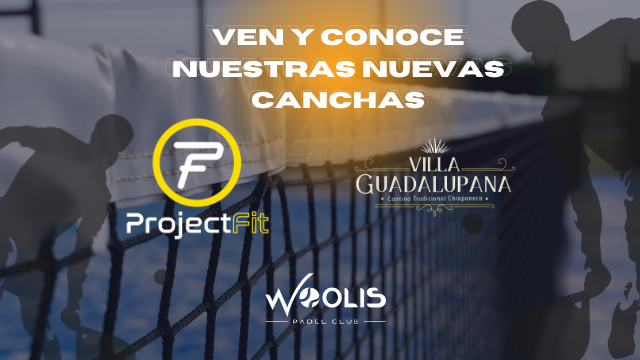 VEN Y CONOCE
NUESTRAS NUEVAS
CANCHAS
ProjectFit
VILLA
GUADALUPANA
Cantina Tradicional Chiapaneca
WOOLIS
PADEL CLUB